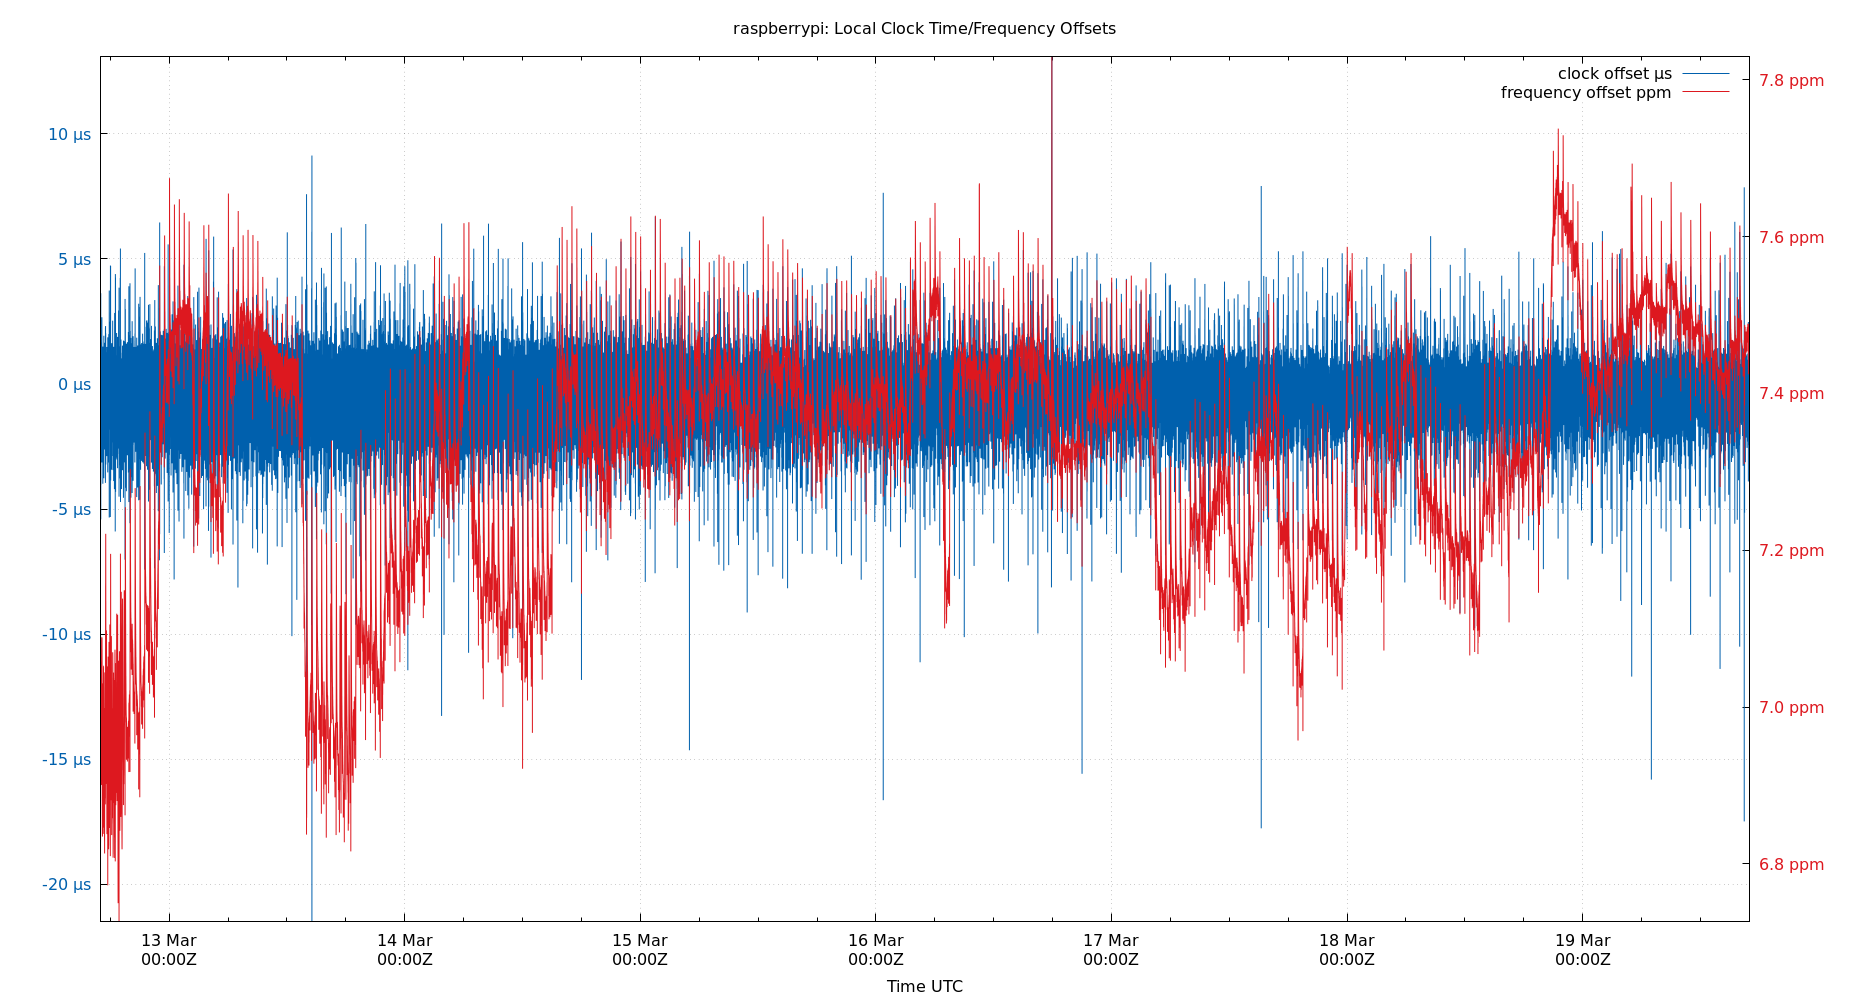 raspberrypi: Local Clock Time/Frequency Offsets
clock offset µs
frequency offset ppm
10 µs
5 µs
0 µs
-5 µs
-10 µs
-15 µs
-20 µs
7.8 ppm
7.6 ppm
7.4 ppm
7.2 ppm
7.0 ppm
6.8 ppm
13 Mar
00:00Z
14 Mar
00:00Z
15 Mar
00:00Z
16 Mar
00:00Z
17 Mar
00:00Z
18 Mar
00:00Z
19 Mar
00:00Z
Time UTC